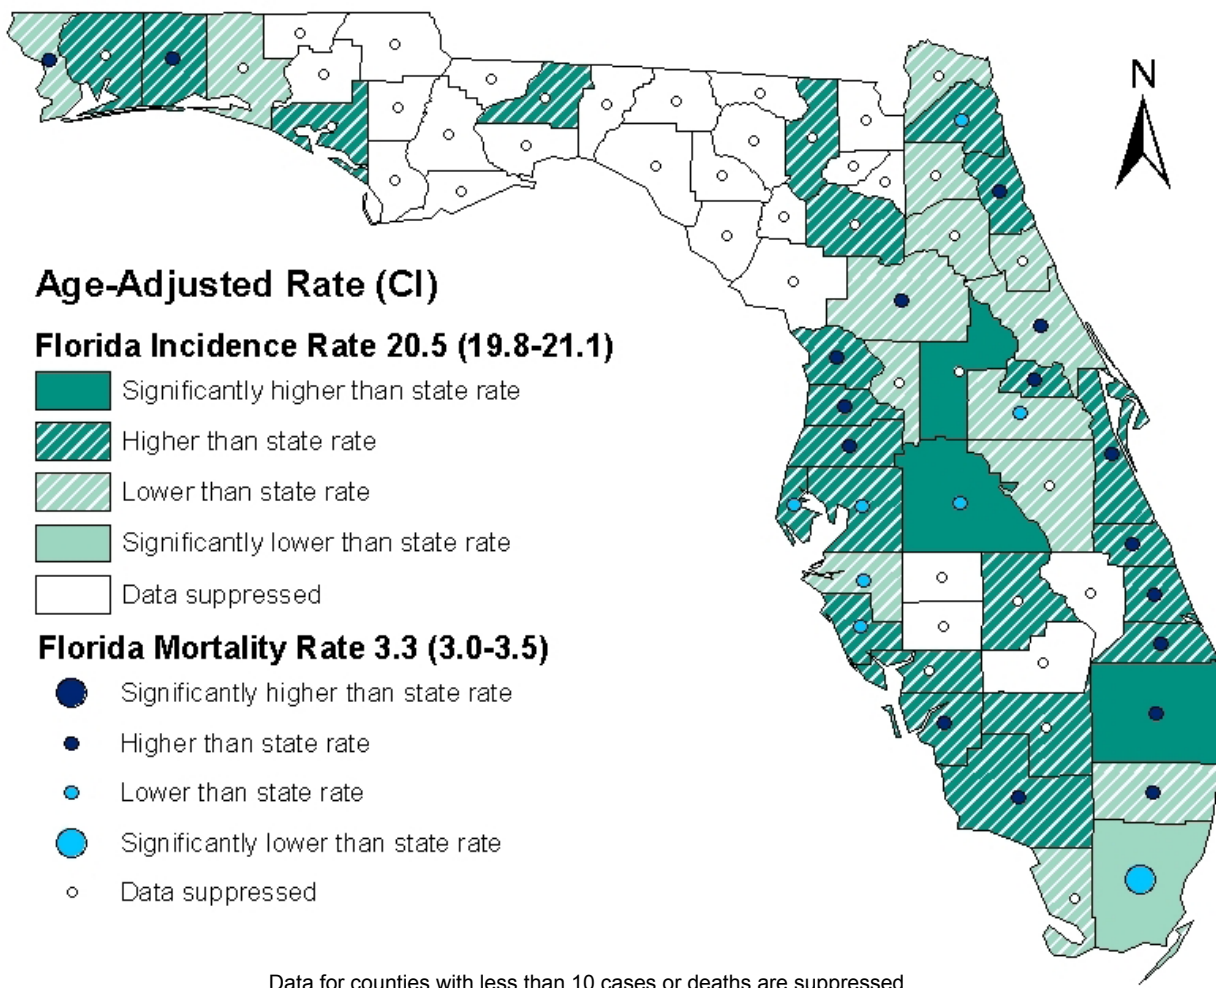 N
Age-Adjusted Rate (CI)
Florida Incidence Rate 20.5 (19.8-21.1)
Significantly higher than state rate
Higher than state rate
Lower than state rate
Significantly lower than state rate
Data suppressed
Florida Mortality Rate 3.3 (3.0-3.5)
Significantly higher than state rate
Higher than state rate
Lower than state rate
Significantly lower than state rate
Data suppressed
Data for counties with less than 10 cases or deaths are suppressed